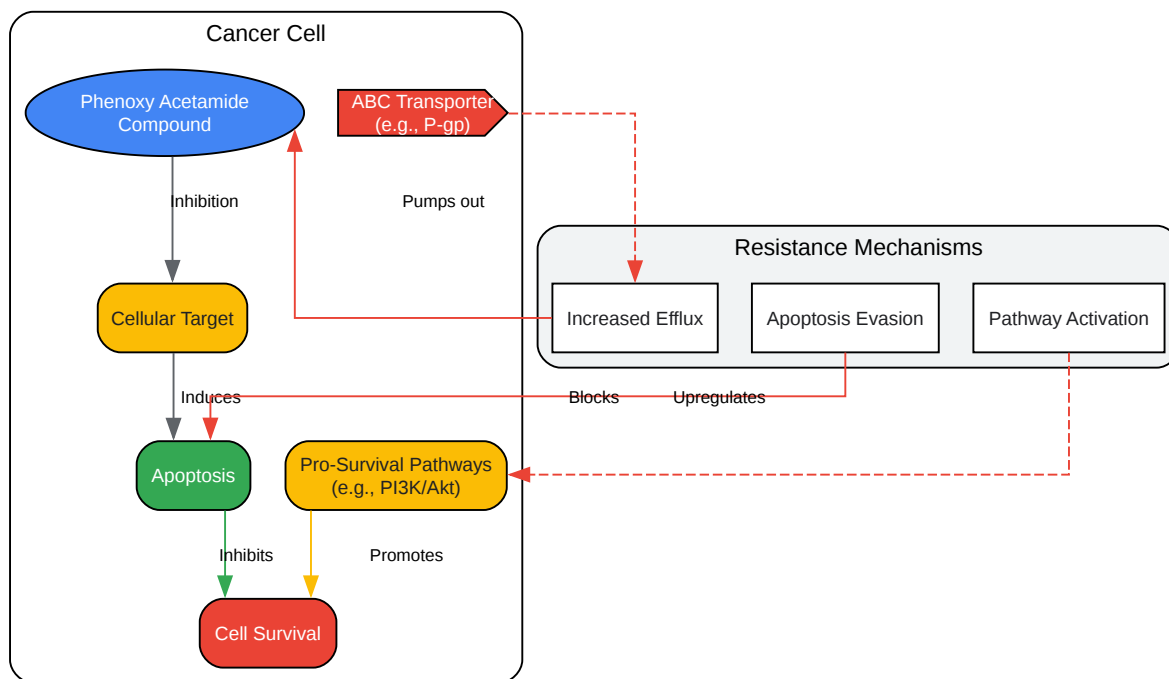 Cancer Cell
Phenoxy Acetamide
Compound
ABC Transporter
(e.g., P-gp)
Inhibition
Pumps out
Resistance Mechanisms
Cellular Target
Increased Efflux
Apoptosis Evasion
Pathway Activation
Induces
Blocks
Upregulates
Apoptosis
Pro-Survival Pathways
(e.g., PI3K/Akt)
Inhibits
Promotes
Cell Survival